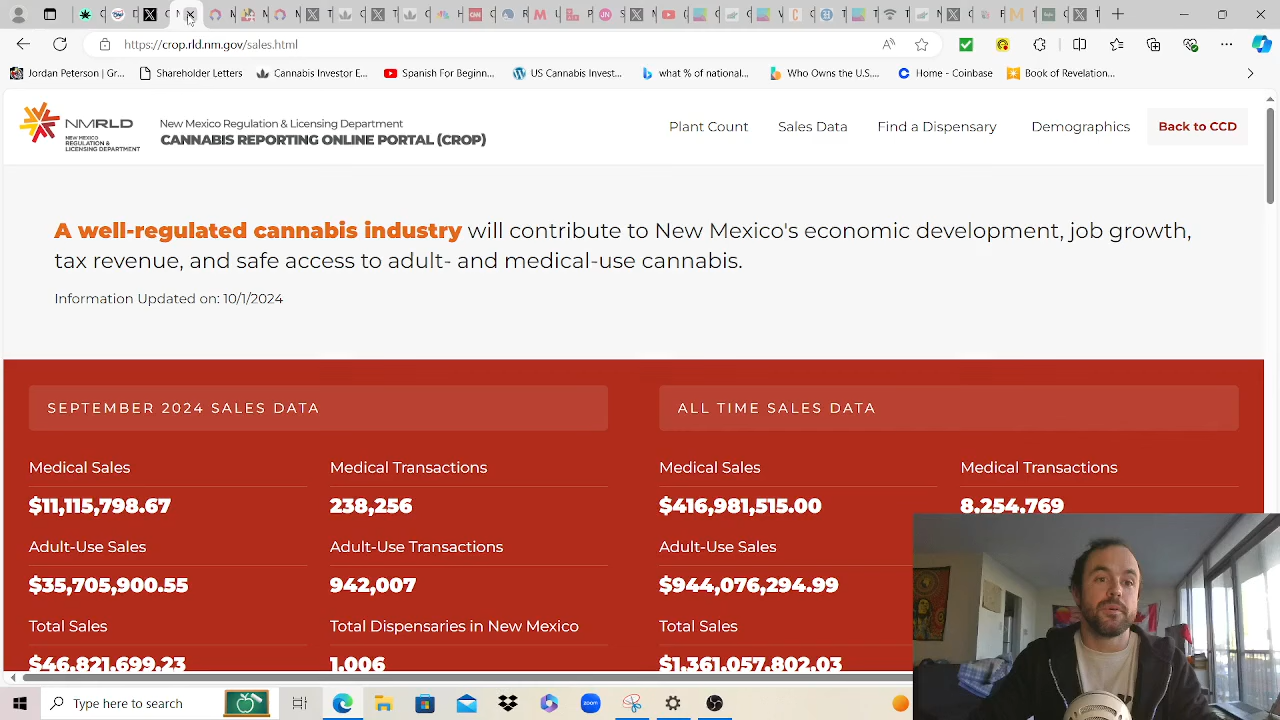 https://crop.rld.nm.gov/sales.html
Jordan Peterson | Gr...
Shareholder Letters
Cannabis Investor E...
Spanish For Beginn...
US Cannabis Invest...
what % of national...
Who Owns the U.S....
Home - Coinbase
Book of Revelation...
NMRLD
NEW MEXICO
REGULATION &
LICENSING DEPARTMENT
New Mexico Regulation & Licensing Department
CANNABIS REPORTING ONLINE PORTAL (CROP)
Plant Count
Sales Data
Find a Dispensary
Demographics
Back to CCD
A well-regulated cannabis industry will contribute to New Mexico's economic development, job growth,
tax revenue, and safe access to adult- and medical-use cannabis.
Information Updated on: 10/1/2024
SEPTEMBER 2024 SALES DATA
ALL TIME SALES DATA
Medical Sales
Medical Transactions
Medical Sales
Medical Transactions
$11,115,798.67
238,256
$416,981,515.00
8,254,769
Adult-Use Sales
Adult-Use Transactions
Adult-Use Sales
$35,705,900.55
942,007
$944,076,294.99
Total Sales
Total Dispensaries in New Mexico
Total Sales
$46,821,699.23
1,006
$1,361,057,802.03
Type here to search
zoom